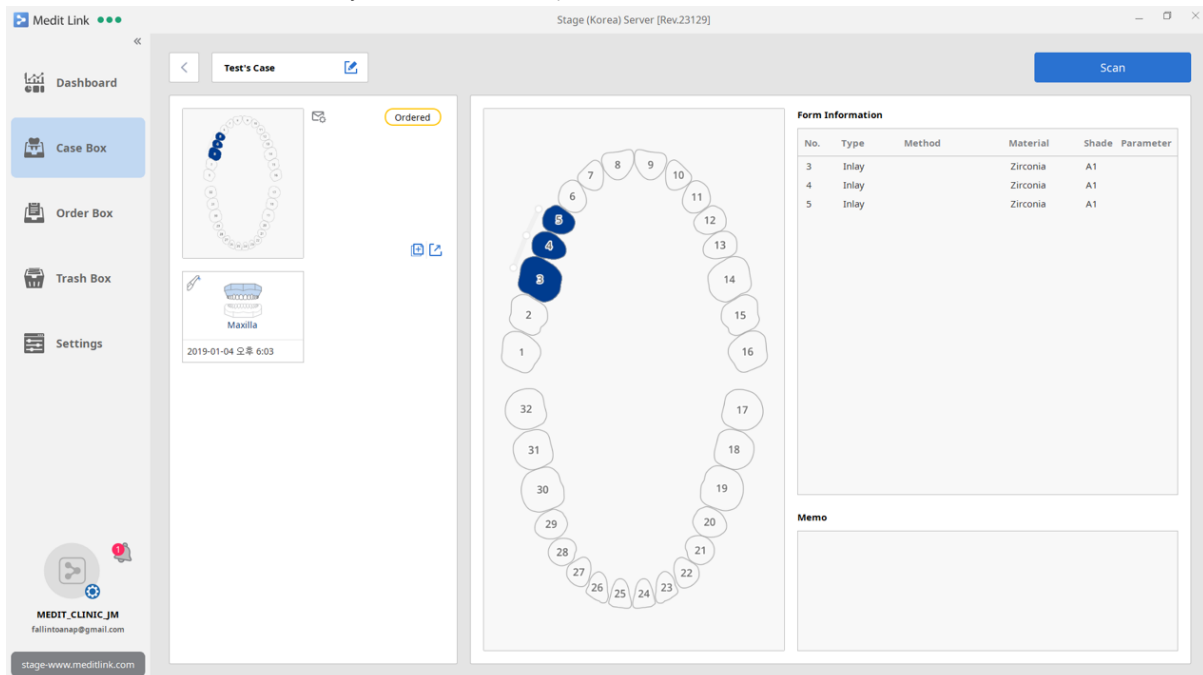 Medit Link
Stage (Korea) Server [Rev.23129]
Dashboard
Case Box
Order Box
Trash Box
Settings
1
MEDIT_CLINIC_JM
fallintoanap@gmail.com
stage-www.meditlink.com
Test's Case
Scan
Ordered
Maxilla
2019-01-04 오후 6:03
8 9
7 10
6 11
5 12
4 13
3 14
2 15
1 16
32 17
31 18
30 19
29 20
28 21
27 22
26 25 24 23
Form Information
No. Type Method Material Shade Parameter
3 Inlay Zirconia A1
4 Inlay Zirconia A1
5 Inlay Zirconia A1
Memo